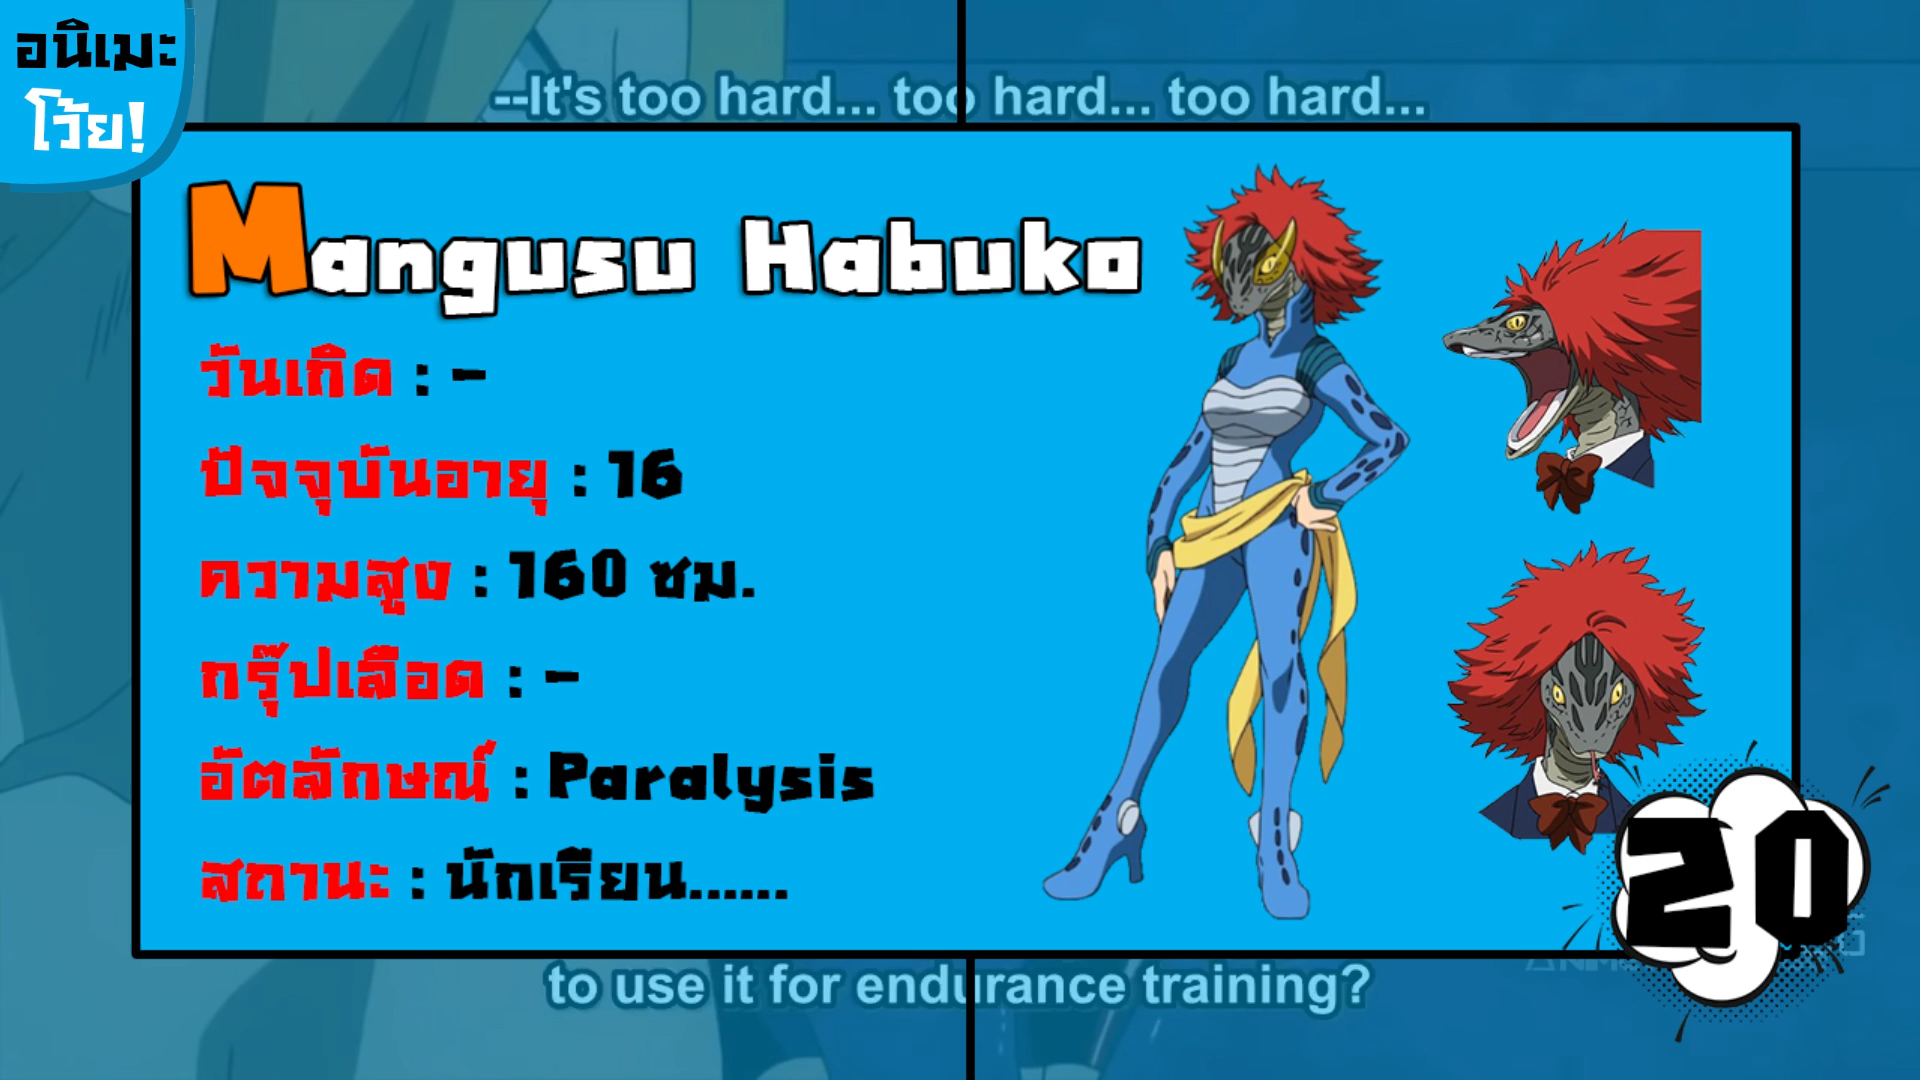 อนิเมะ
โว้ย!
--It's too hard... too hard... too hard...
Mangusu Habuko
วันเกิด : -
ปัจจุบันอายุ : 16
ความสูง : 160 ซม.
กรุ๊ปเลือด : -
อัตลักษณ์ : Paralysis
สถานะ : นักเรียน......
20
to use it for endurance training?